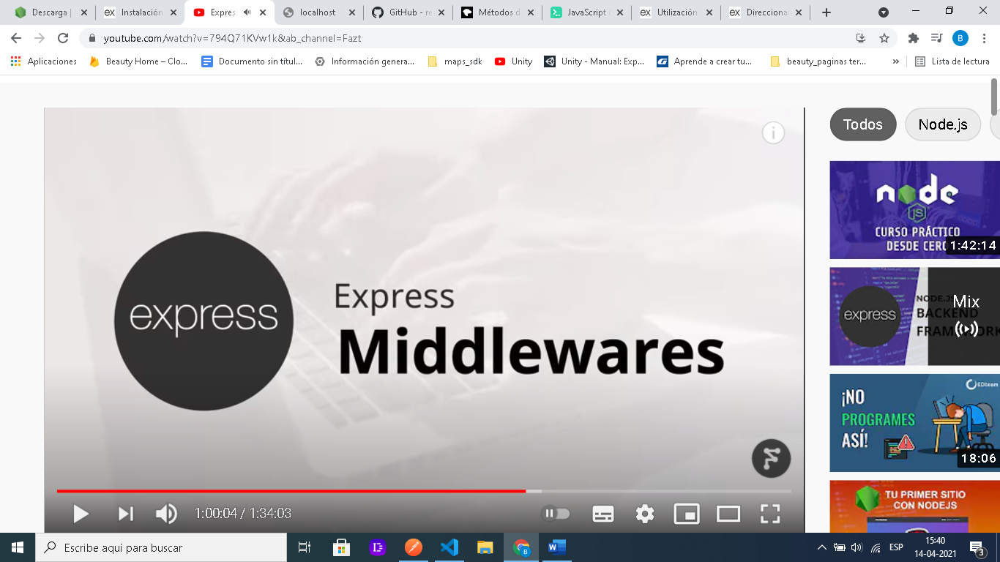 Descarga
Instalación
Expres
localhost
GitHub - re
Métodos d
JavaScript
Utilización
Direcciona
youtube.com/watch?v=794Q71KVw1k&ab_channel=Fazt
B
Aplicaciones
Beauty Home – Clo...
Documento sin títul...
Información genera...
maps_sdk
Unity
Unity - Manual: Exp...
Aprende a crear tu...
beauty_paginas ter...
»
Lista de lectura
express
Express
Middlewares
1:00:04 / 1:34:03
Todos
Node.js
node
JS
CURSO PRÁCTICO
DESDE CERO
1:42:14
express
NODE.JS
BACKEND
FRAMEWORK
Mix
EDteam
¡NO
PROGRAMES
ASÍ!
18:06
TU PRIMER SITIO
CON NODEJS
Escribe aquí para buscar
ESP
15:40
14-04-2021
3